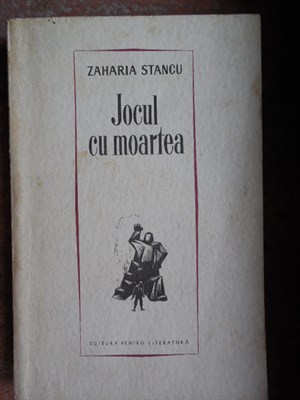 ZAHARIA STANCU
Jocul
cu moartea
EDITURA PENTRU LITERATURĂ